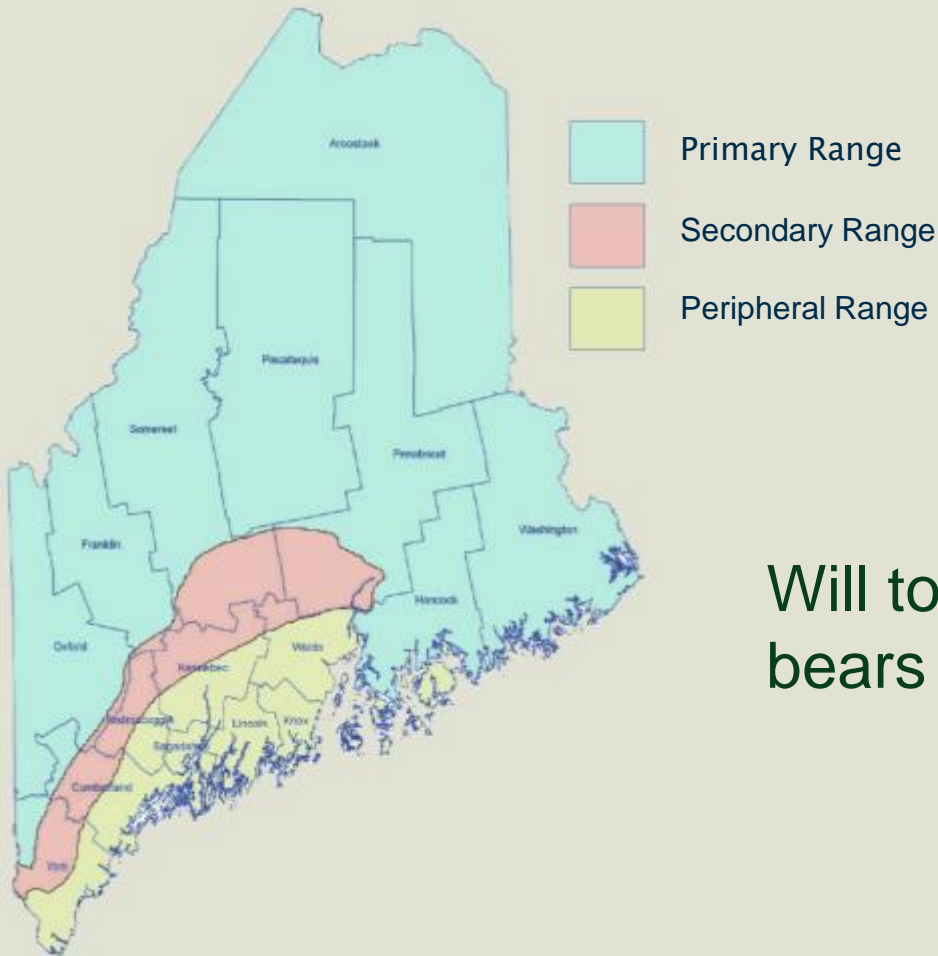 Aroostook
Primary Range
Secondary Range
Peripheral Range
Piscataquis
Somerset
Penobscot
Washington
Franklin
Hancock
Oxford
Waldo
Kennebec
Androscoggin
Lincoln
Knox
Sagadahoc
Cumberland
York
Will to
bears